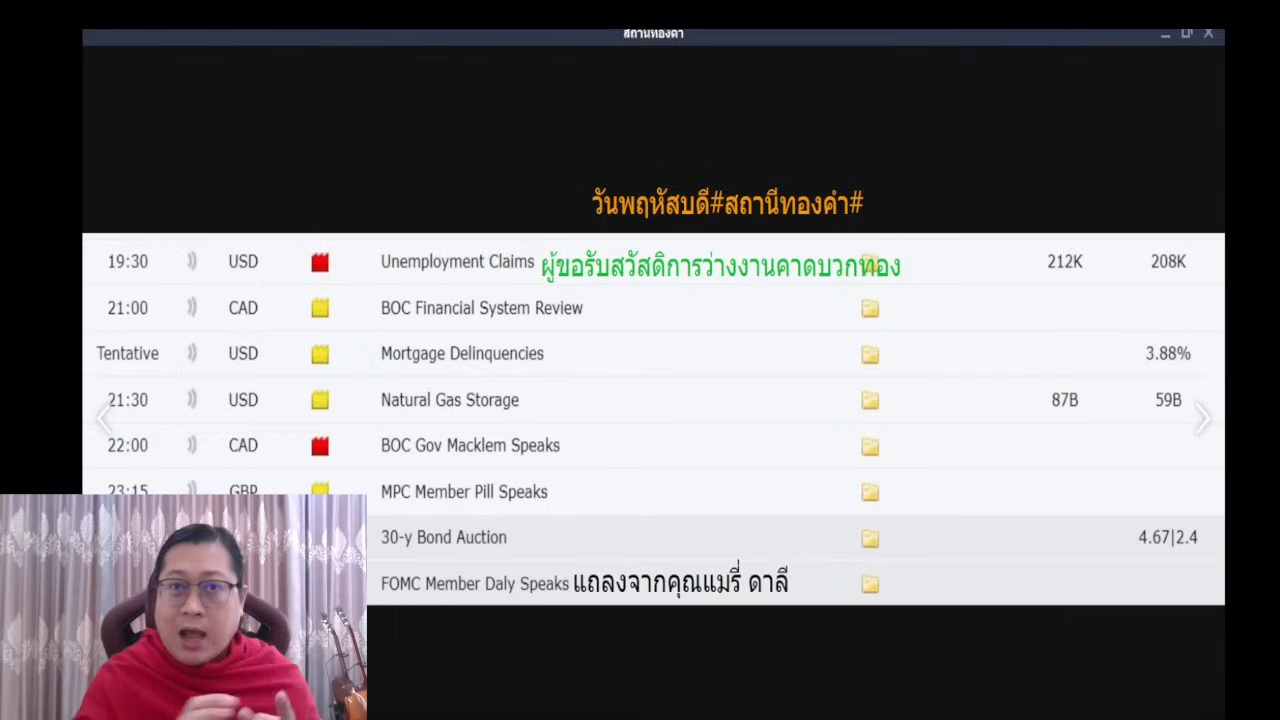 สถานีทองคำ
วันพฤหัสบดี#สถานีทองคำ#
19:30 USD Unemployment Claims ผู้ขอรับสวัสดิการว่างงานคาดบวกทอง 212K 208K
21:00 CAD BOC Financial System Review
Tentative USD Mortgage Delinquencies 3.88%
21:30 USD Natural Gas Storage 87B 59B
22:00 CAD BOC Gov Macklem Speaks
23:15 GBP MPC Member Pill Speaks
30-y Bond Auction 4.67|2.4
FOMC Member Daly Speaks แถลงจากคุณแมรี่ ดาลี